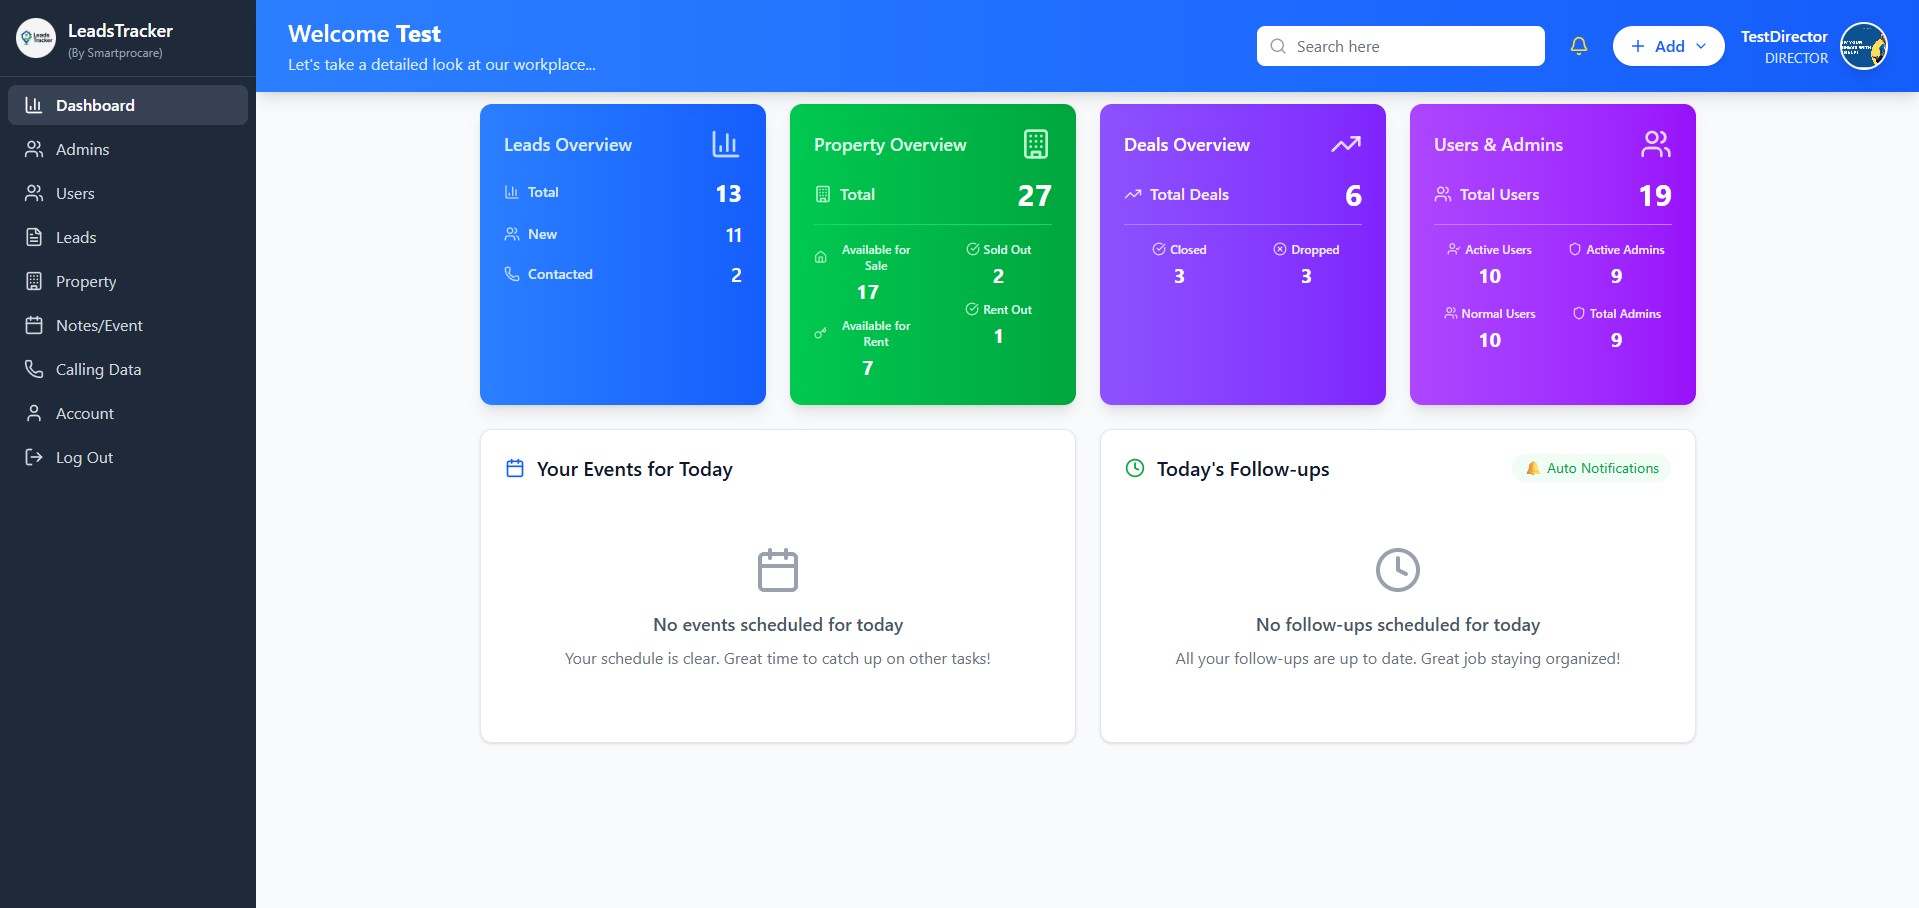 LeadsTracker
(By Smartprocare)
Dashboard
Admins
Users
Leads
Property
Notes/Event
Calling Data
Account
Log Out
Welcome Test
Let's take a detailed look at our workplace...
Search here
Add
TestDirector
DIRECTOR
Leads Overview
Total 13
New 11
Contacted 2
Property Overview
Total 27
Available for
Sale
17
Sold Out
2
Available for
Rent
7
Rent Out
1
Deals Overview
Total Deals 6
Closed
3
Dropped
3
Users & Admins
Total Users 19
Active Users
10
Active Admins
9
Normal Users
10
Total Admins
9
Your Events for Today
No events scheduled for today
Your schedule is clear. Great time to catch up on other tasks!
Today's Follow-ups
Auto Notifications
No follow-ups scheduled for today
All your follow-ups are up to date. Great job staying organized!